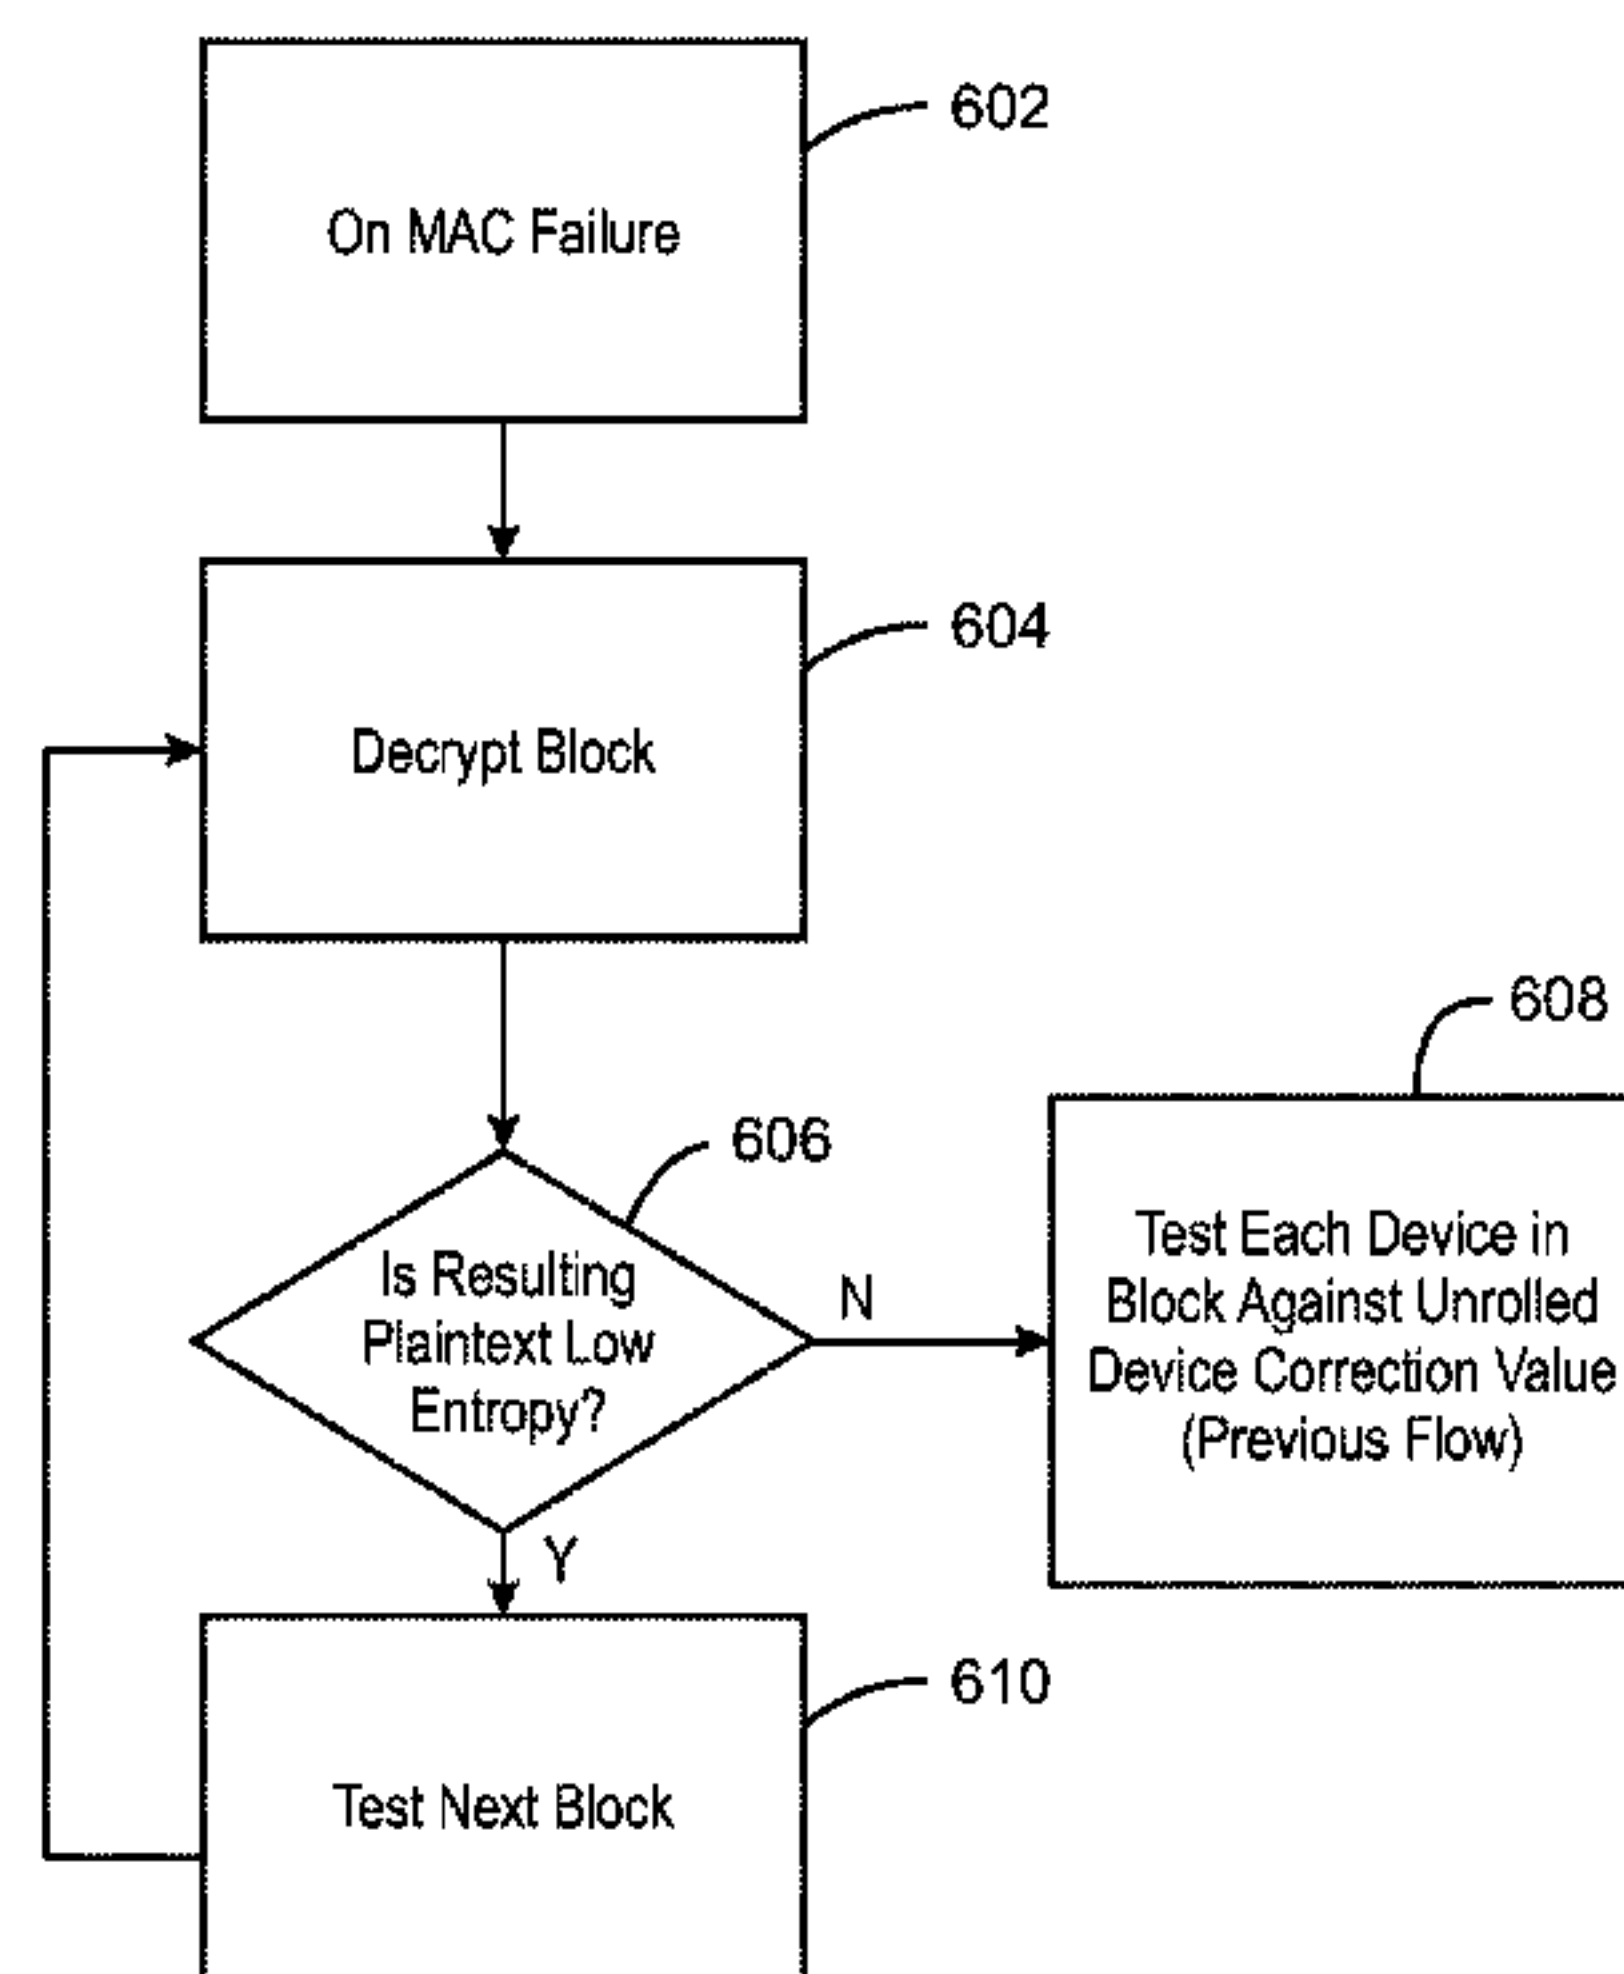 602
On MAC Failure
604
Decrypt Block
606
Is Resulting
Plaintext Low
Entropy?
N
608
Test Each Device in
Block Against Unrolled
Device Correction Value
(Previous Flow)
Y
610
Test Next Block